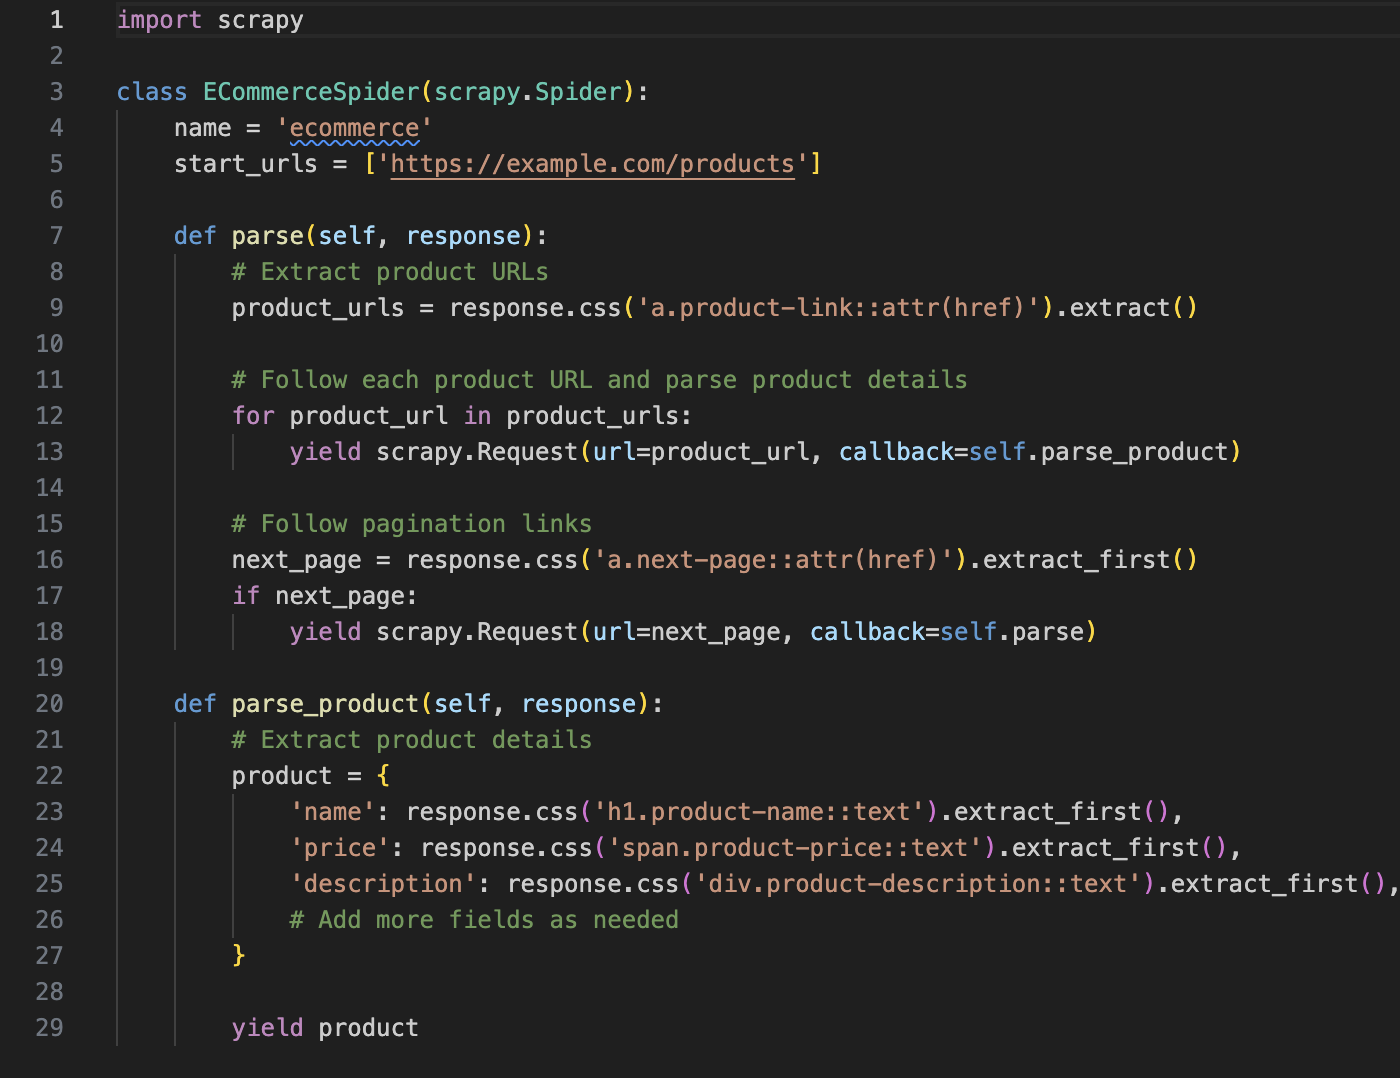 1 import scrapy
2
3 class ECommerceSpider(scrapy.Spider):
4     name = 'ecommerce'
5     start_urls = ['https://example.com/products']
6
7     def parse(self, response):
8         # Extract product URLs
9         product_urls = response.css('a.product-link::attr(href)').extract()
10
11         # Follow each product URL and parse product details
12         for product_url in product_urls:
13             yield scrapy.Request(url=product_url, callback=self.parse_product)
14
15         # Follow pagination links
16         next_page = response.css('a.next-page::attr(href)').extract_first()
17         if next_page:
18             yield scrapy.Request(url=next_page, callback=self.parse)
19
20     def parse_product(self, response):
21         # Extract product details
22         product = {
23             'name': response.css('h1.product-name::text').extract_first(),
24             'price': response.css('span.product-price::text').extract_first(),
25             'description': response.css('div.product-description::text').extract_first(),
26             # Add more fields as needed
27         }
28
29         yield product